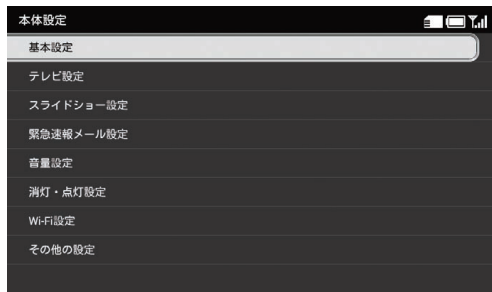 本体設定
基本設定
テレビ設定
スライドショー設定
緊急速報メール設定
音量設定
消灯・点灯設定
Wi-Fi設定
その他の設定